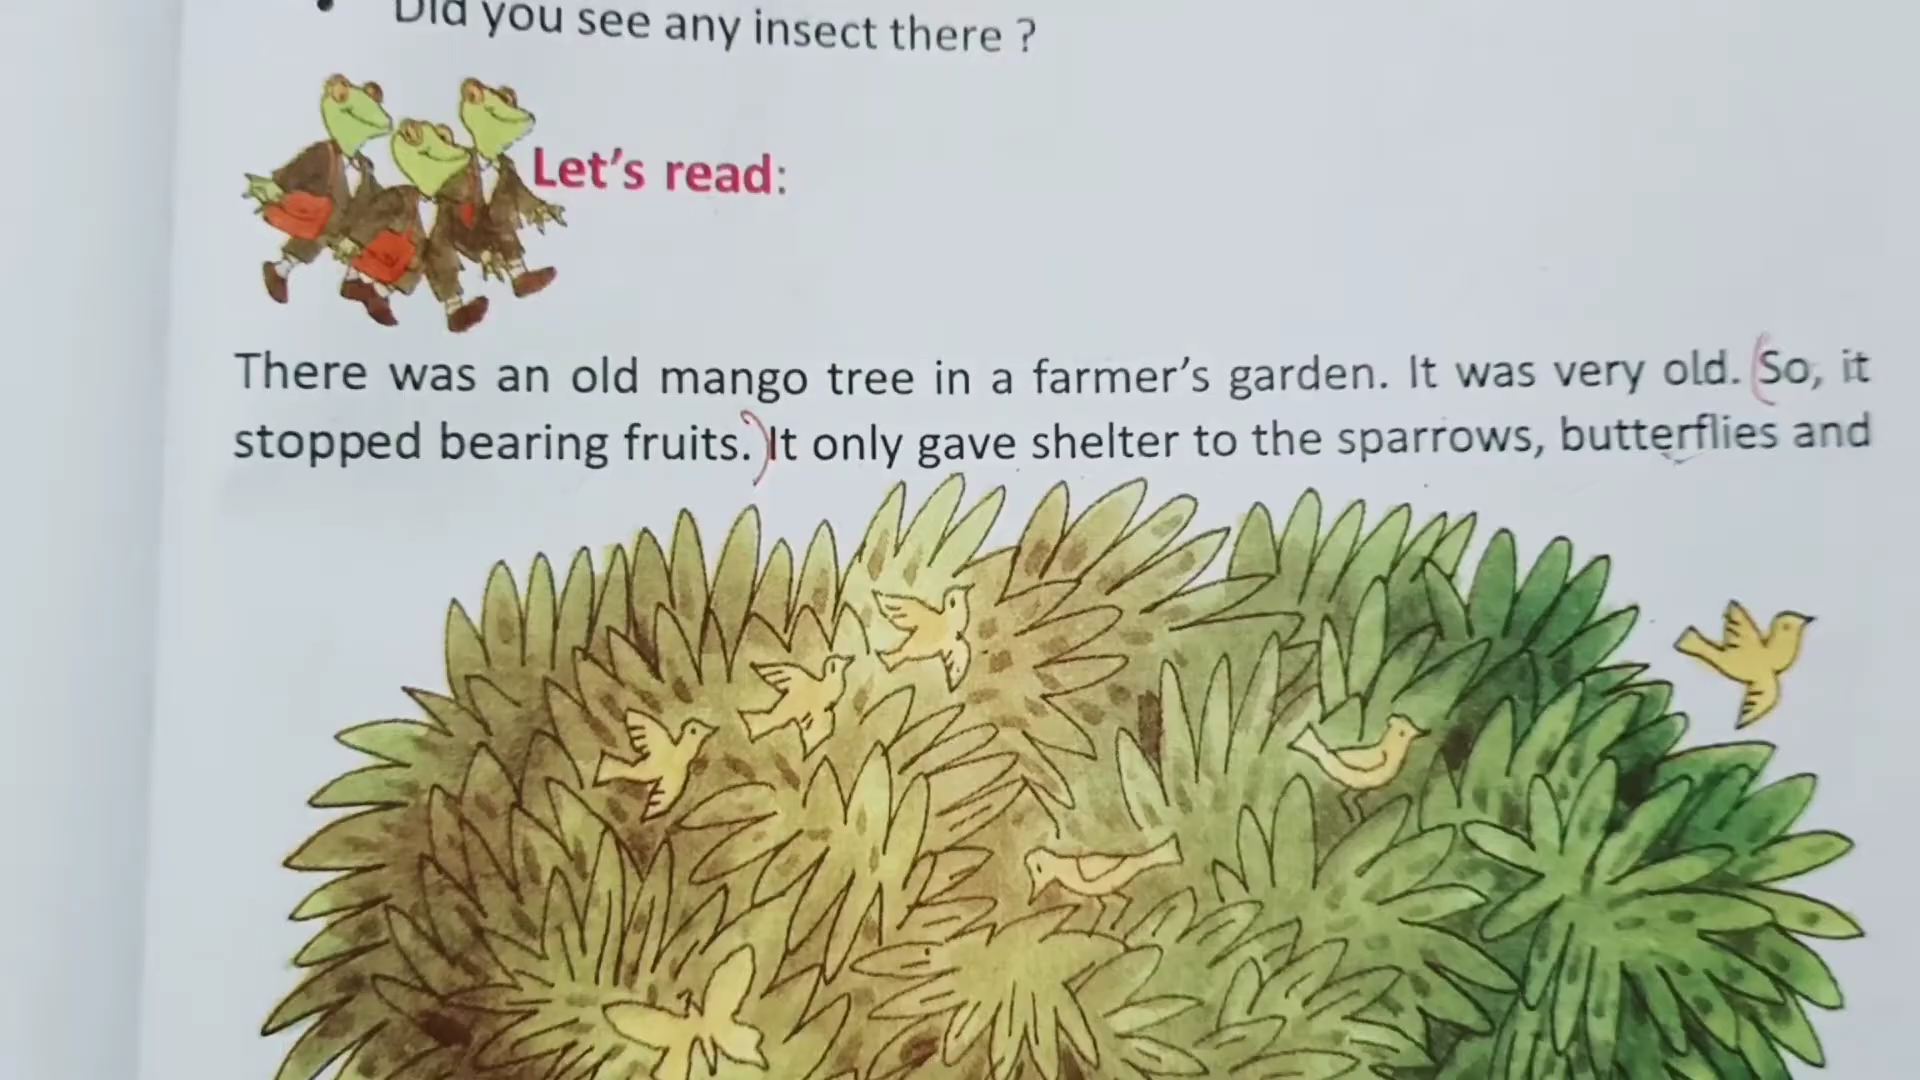 • Did you see any insect there ?
Let's read:
There was an old mango tree in a farmer's garden. It was very old. So, it
stopped bearing fruits. It only gave shelter to the sparrows, butterflies and